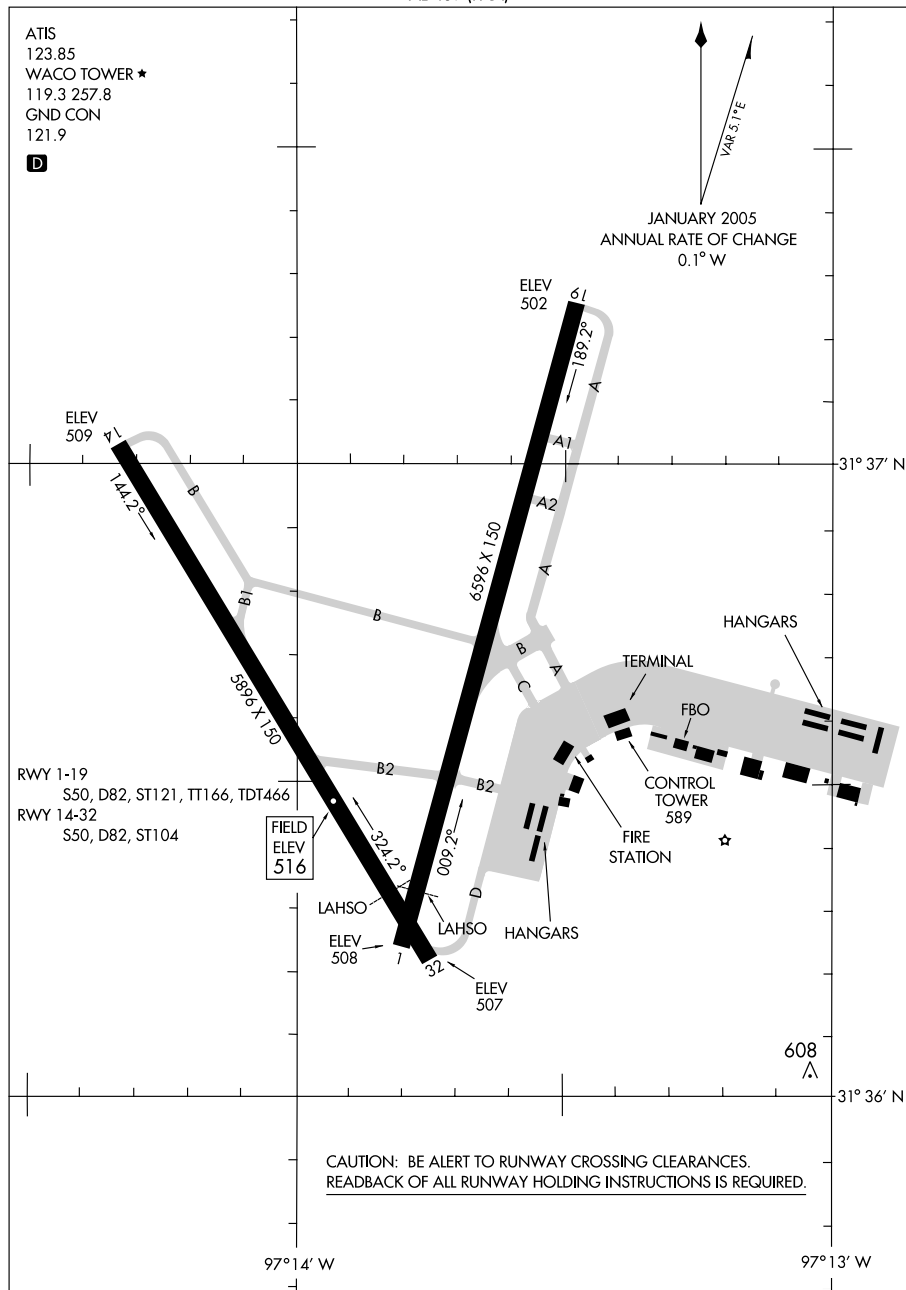 ATIS
123.85
WACO TOWER ★
119.3 257.8
GND CON
121.9
D
VAR 5.1° E
JANUARY 2005
ANNUAL RATE OF CHANGE
0.1° W
ELEV
502
19
189.2°
A
A1
A2
A
6596 X 150
ELEV
509
14
144.2°
B
31° 37' N
B1
B
B
A
C
5896 X 150
HANGARS
TERMINAL
FBO
CONTROL
TOWER
589
FIRE
STATION
HANGARS
B2
B2
RWY 1-19
S50, D82, ST121, TT166, TDT466
RWY 14-32
S50, D82, ST104
FIELD
ELEV
516
324.2°
009.2°
D
LAHSO
LAHSO
ELEV
508
1
32
ELEV
507
608
31° 36' N
CAUTION: BE ALERT TO RUNWAY CROSSING CLEARANCES.
READBACK OF ALL RUNWAY HOLDING INSTRUCTIONS IS REQUIRED.
97°14' W
97°13' W